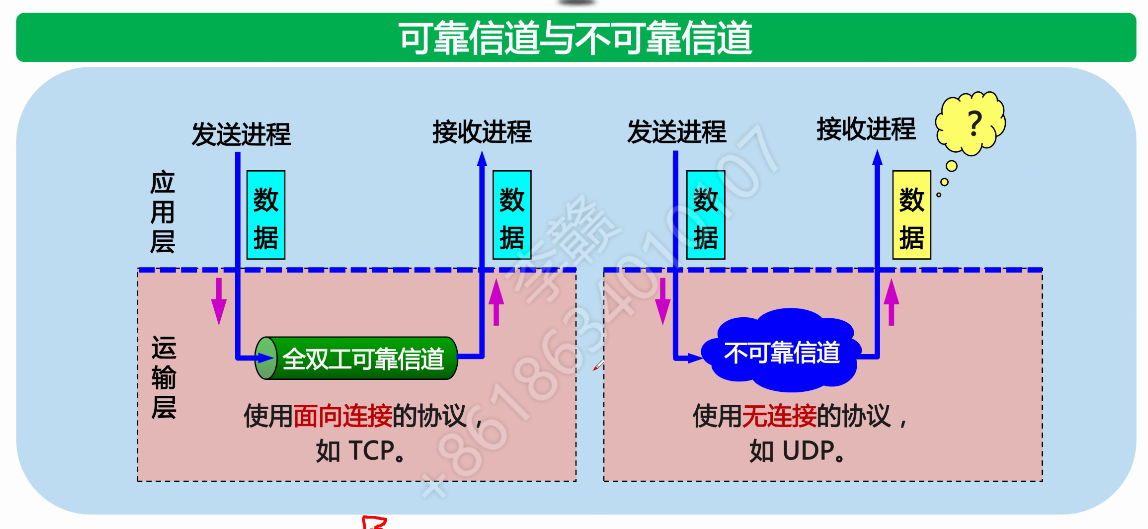 可靠信道与不可靠信道
发送进程
接收进程
发送进程
接收进程
?
应用层
数据
数据
数据
数据
运输层
全双工可靠信道
不可靠信道
使用面向连接的协议，
如 TCP。
使用无连接的协议，
如 UDP。
李赣
+8618634010107